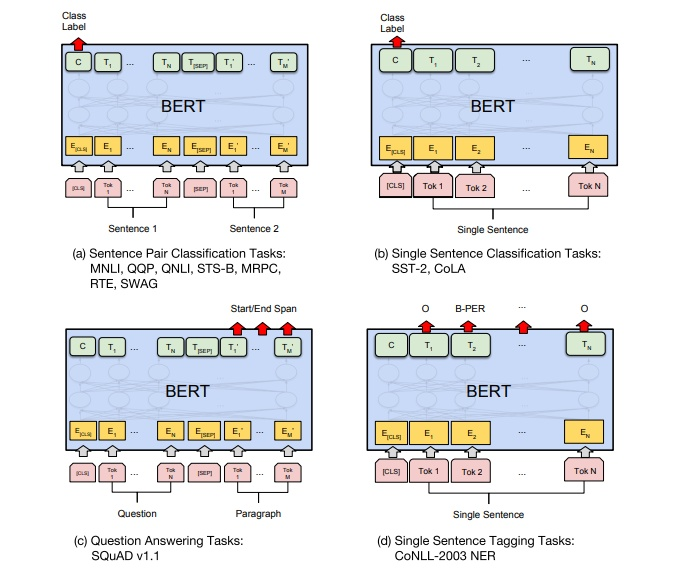 Class
Label
C T1 ... TN T[SEP] T1' ... TM'
BERT
E[CLS] E1 ... EN E[SEP] E1' ... EM'
[CLS] Tok 1 ... Tok N [SEP] Tok 1 ... Tok M
Sentence 1 Sentence 2
(a) Sentence Pair Classification Tasks:
MNLI, QQP, QNLI, STS-B, MRPC,
RTE, SWAG
Class
Label
C T1 T2 ... TN
BERT
E[CLS] E1 E2 ... EN
[CLS] Tok 1 Tok 2 ... Tok N
Single Sentence
(b) Single Sentence Classification Tasks:
SST-2, CoLA
Start/End Span
C T1 ... TN T[SEP] T1' ... TM'
BERT
E[CLS] E1 ... EN E[SEP] E1' ... EM'
[CLS] Tok 1 ... Tok N [SEP] Tok 1 ... Tok M
Question Paragraph
(c) Question Answering Tasks:
SQuAD v1.1
O B-PER ... O
C T1 T2 ... TN
BERT
E[CLS] E1 E2 ... EN
[CLS] Tok 1 Tok 2 ... Tok N
Single Sentence
(d) Single Sentence Tagging Tasks:
CoNLL-2003 NER